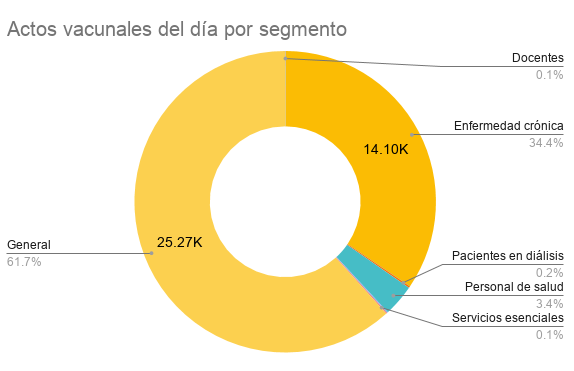 Actos vacunales del día por segmento
Docentes
0.1%
Enfermedad crónica
34.4%
14.10K
25.27K
General
61.7%
Pacientes en diálisis
0.2%
Personal de salud
3.4%
Servicios esenciales
0.1%